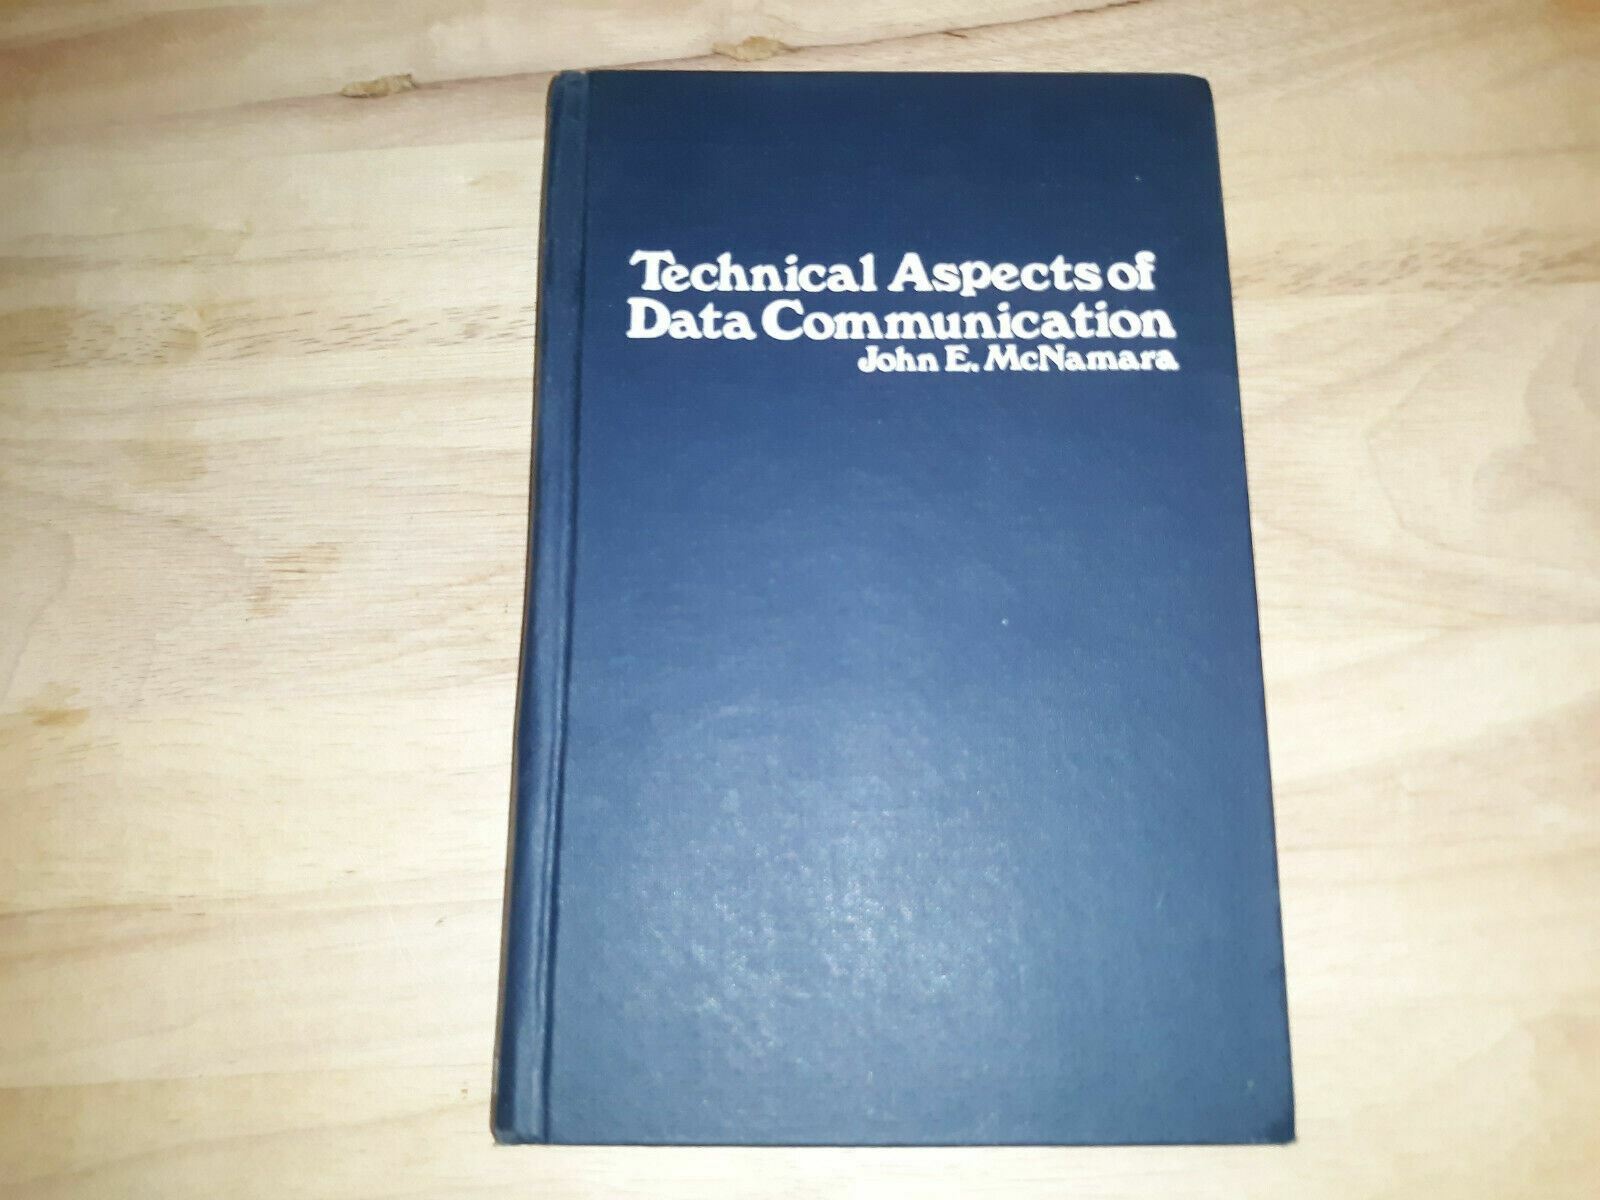 Technical Aspects of
Data Communication
John E. McNamara